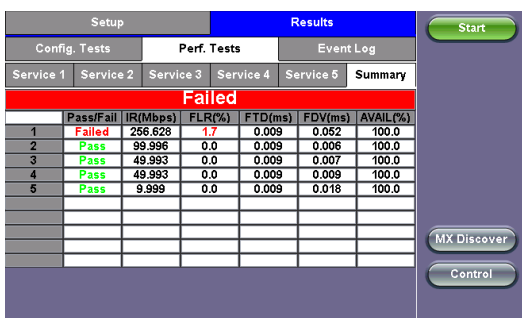 Setup Results Start
Config. Tests Perf. Tests Event Log
Service 1 Service 2 Service 3 Service 4 Service 5 Summary
Failed
Pass/Fail IR(Mbps) FLR(%) FTD(ms) FDV(ms) AVAIL(%)
1 Failed 256.628 1.7 0.009 0.052 100.0
2 Pass 99.996 0.0 0.009 0.006 100.0
3 Pass 49.993 0.0 0.009 0.007 100.0
4 Pass 49.993 0.0 0.009 0.009 100.0
5 Pass 9.999 0.0 0.009 0.018 100.0
MX Discover
Control